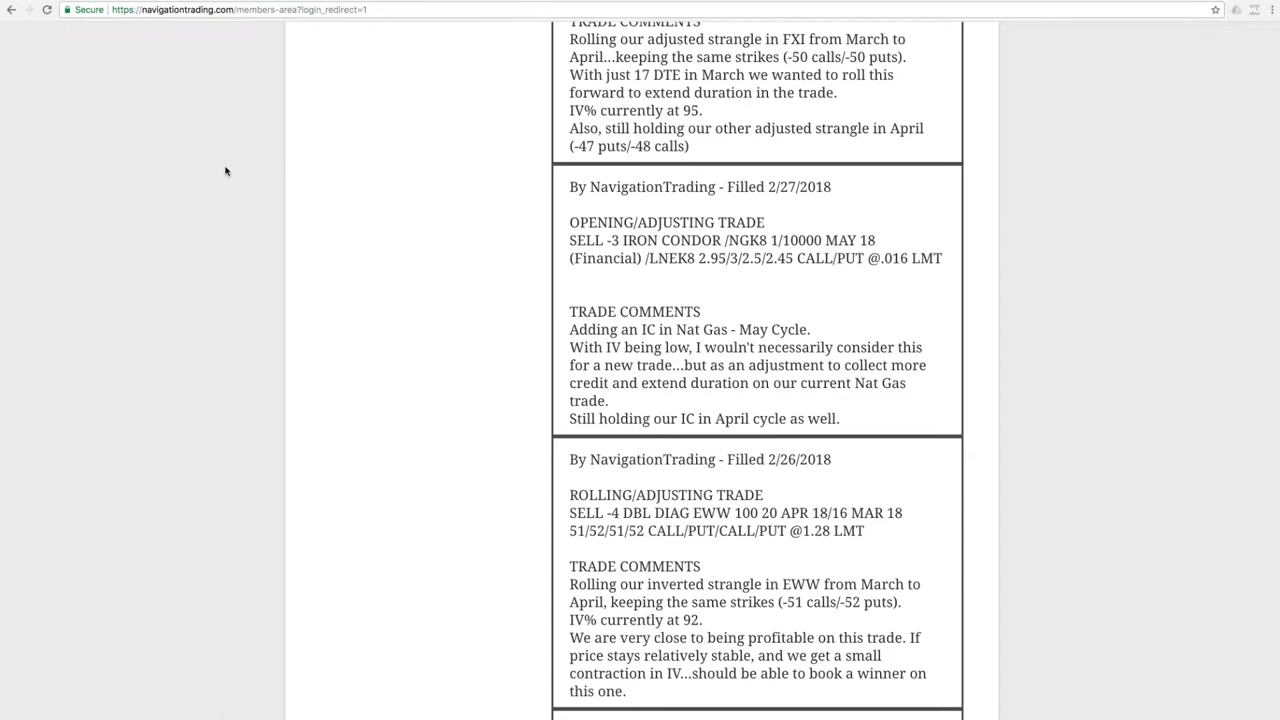 Secure https://navigationtrading.com/members-area?login_redirect=1
TRADE COMMENTS
Rolling our adjusted strangle in FXI from March to
April...keeping the same strikes (-50 calls/-50 puts).
With just 17 DTE in March we wanted to roll this
forward to extend duration in the trade.
IV% currently at 95.
Also, still holding our other adjusted strangle in April
(-47 puts/-48 calls)
By NavigationTrading - Filled 2/27/2018
OPENING/ADJUSTING TRADE
SELL -3 IRON CONDOR /NGK8 1/10000 MAY 18
(Financial) /LNEK8 2.95/3/2.5/2.45 CALL/PUT @.016 LMT
TRADE COMMENTS
Adding an IC in Nat Gas - May Cycle.
With IV being low, I wouln't necessarily consider this
for a new trade...but as an adjustment to collect more
credit and extend duration on our current Nat Gas
trade.
Still holding our IC in April cycle as well.
By NavigationTrading - Filled 2/26/2018
ROLLING/ADJUSTING TRADE
SELL -4 DBL DIAG EWW 100 20 APR 18/16 MAR 18
51/52/51/52 CALL/PUT/CALL/PUT @1.28 LMT
TRADE COMMENTS
Rolling our inverted strangle in EWW from March to
April, keeping the same strikes (-51 calls/-52 puts).
IV% currently at 92.
We are very close to being profitable on this trade. If
price stays relatively stable, and we get a small
contraction in IV...should be able to book a winner on
this one.